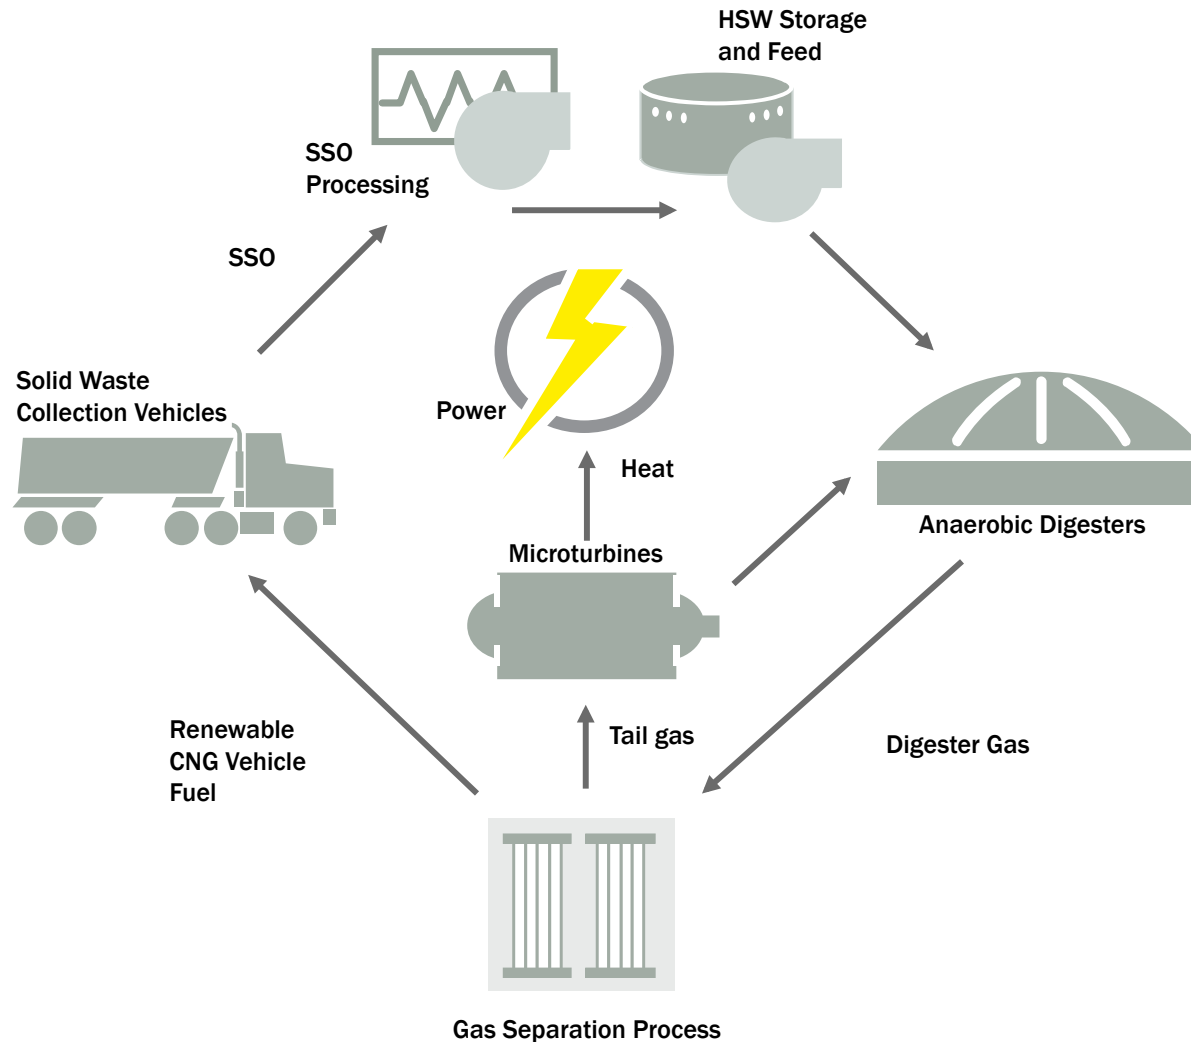 HSW Storage
and Feed
SSO
Processing
SSO
Solid Waste
Collection Vehicles
Power
Heat
Anaerobic Digesters
Microturbines
Renewable
CNG Vehicle
Fuel
Tail gas
Digester Gas
Gas Separation Process